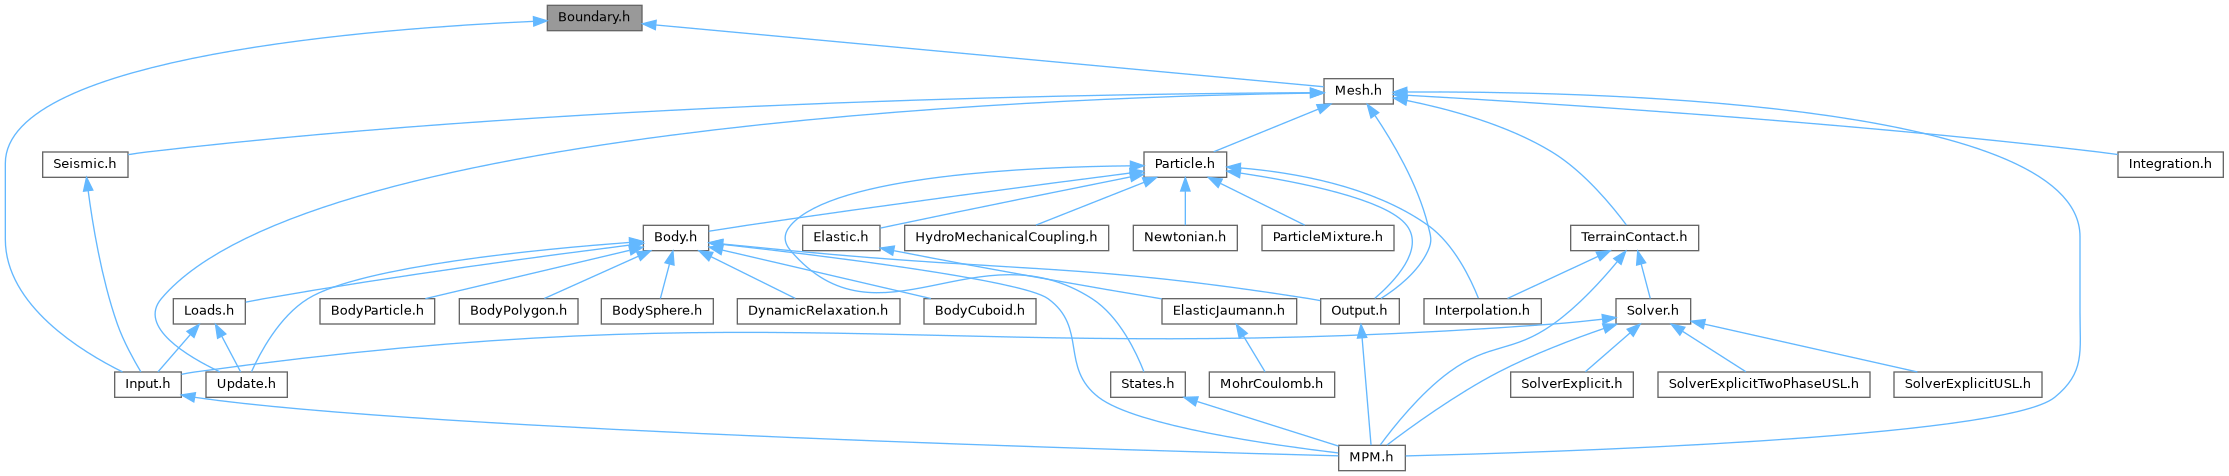 Boundary.h
Mesh.h
Seismic.h
Particle.h
Integration.h
Body.h
Elastic.h
HydroMechanicalCoupling.h
Newtonian.h
ParticleMixture.h
TerrainContact.h
Loads.h
BodyParticle.h
BodyPolygon.h
BodySphere.h
DynamicRelaxation.h
BodyCuboid.h
ElasticJaumann.h
Output.h
Interpolation.h
Solver.h
Input.h
Update.h
States.h
MohrCoulomb.h
SolverExplicit.h
SolverExplicitTwoPhaseUSL.h
SolverExplicitUSL.h
MPM.h